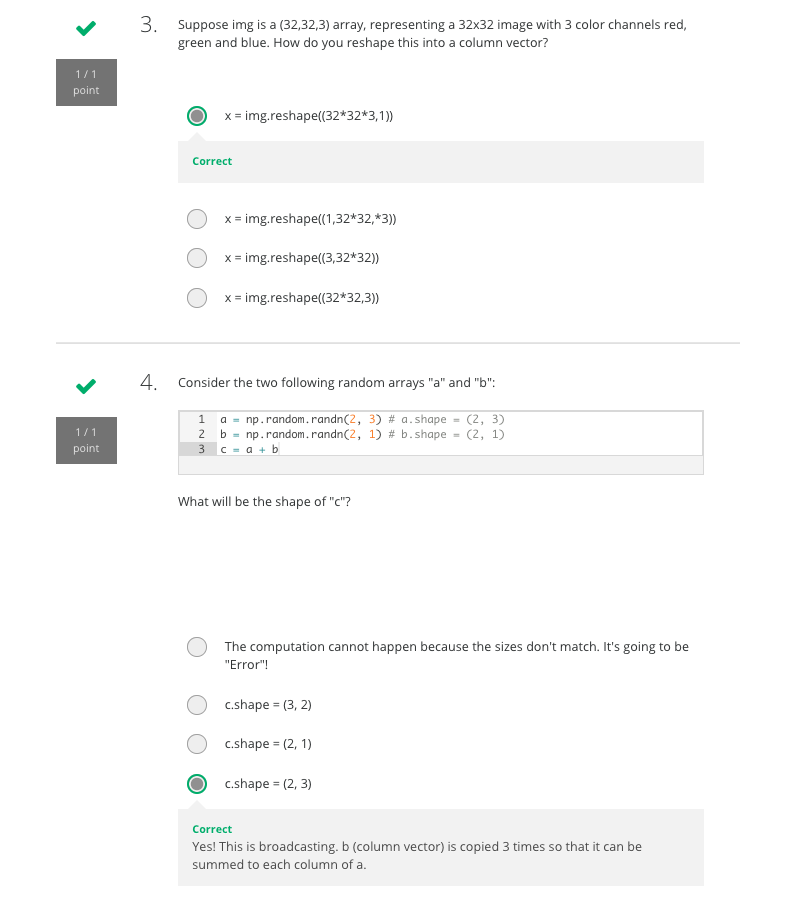 3. Suppose img is a (32,32,3) array, representing a 32x32 image with 3 color channels red,
green and blue. How do you reshape this into a column vector?
1 / 1
point
x = img.reshape((32*32*3,1))
Correct
x = img.reshape((1,32*32,*3))
x = img.reshape((3,32*32))
x = img.reshape((32*32,3))
4. Consider the two following random arrays "a" and "b":
1 / 1
point
1 a = np.random.randn(2, 3) # a.shape = (2, 3)
2 b = np.random.randn(2, 1) # b.shape = (2, 1)
3 c = a + b
What will be the shape of "c"?
The computation cannot happen because the sizes don't match. It's going to be
"Error"!
c.shape = (3, 2)
c.shape = (2, 1)
c.shape = (2, 3)
Correct
Yes! This is broadcasting. b (column vector) is copied 3 times so that it can be
summed to each column of a.